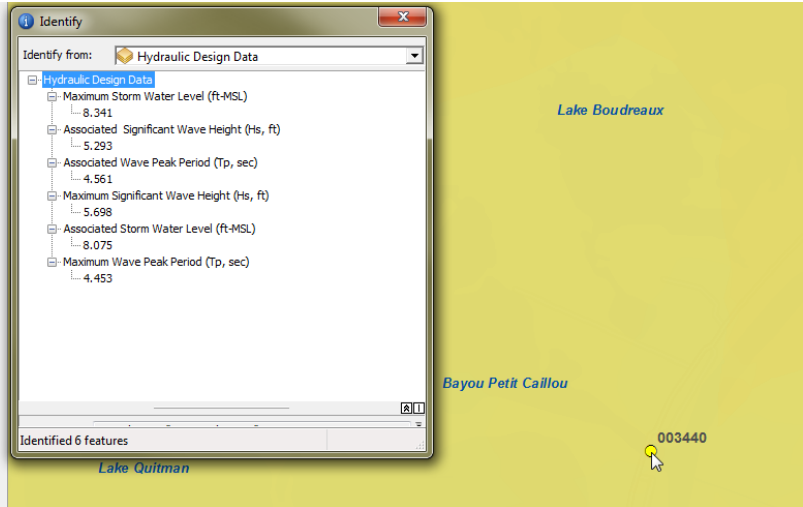 Identify
Identify from: Hydraulic Design Data
Hydraulic Design Data
Maximum Storm Water Level (ft-MSL)
8.341
Associated Significant Wave Height (Hs, ft)
5.293
Associated Wave Peak Period (Tp, sec)
4.561
Maximum Significant Wave Height (Hs, ft)
5.698
Associated Storm Water Level (ft-MSL)
8.075
Maximum Wave Peak Period (Tp, sec)
4.453
Identified 6 features
Lake Boudreaux
Bayou Petit Caillou
003440
Lake Quitman